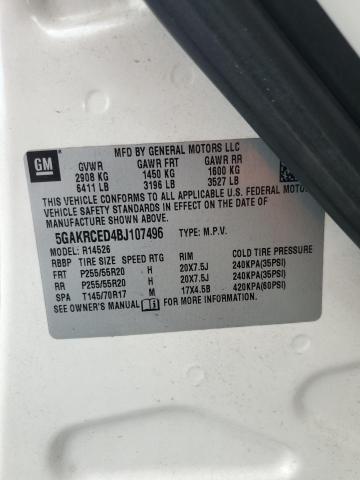 GM
MFD BY GENERAL MOTORS LLC
GVWR GAWR FRT GAWR RR
2908 KG 1450 KG 1600 KG
6411 LB 3196 LB 3527 LB
THIS VEHICLE CONFORMS TO ALL APPLICABLE U.S. FEDERAL MOTOR
VEHICLE SAFETY AND THEFT PREVENTION STANDARDS IN
EFFECT ON THE DATE OF MANUFACTURE SHOWN ABOVE.
5GAKRCED4BJ107496 TYPE: M.P.V.
MODEL: R14526
RBBP TIRE SIZE SPEED RTG RIM COLD TIRE PRESSURE
FRT P255/55R20 H 20X7.5J 240KPA(35PSI)
RR P255/55R20 H 20X7.5J 240KPA(35PSI)
SPA T145/70R17 M 17X4.5B 420KPA(60PSI)
SEE OWNER'S MANUAL FOR MORE INFORMATION.